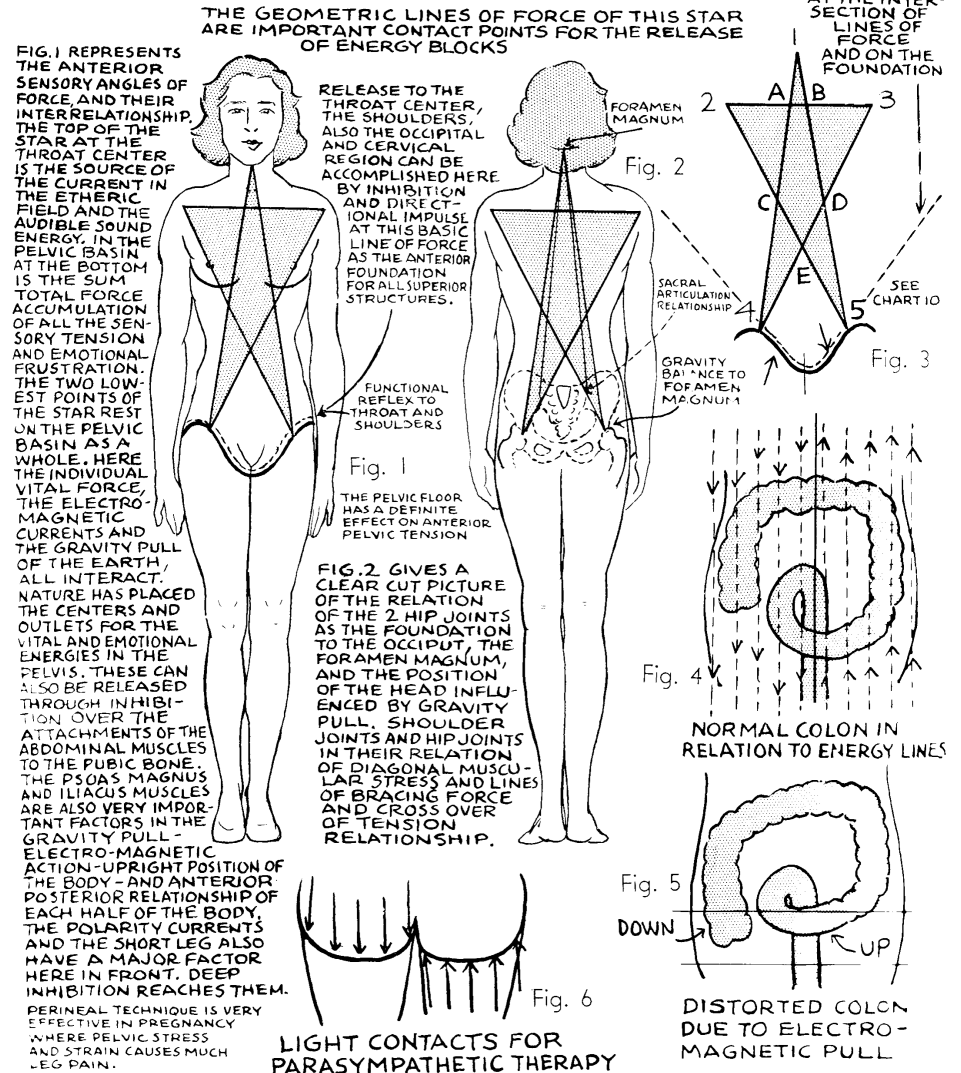 THE GEOMETRIC LINES OF FORCE OF THIS STAR
ARE IMPORTANT CONTACT POINTS FOR THE RELEASE
OF ENERGY BLOCKS
FIG.1 REPRESENTS
THE ANTERIOR
SENSORY ANGLES OF
FORCE, AND THEIR
INTERRELATIONSHIP.
THE TOP OF THE
STAR AT THE
THROAT CENTER
IS THE SOURCE OF
THE CURRENT IN
THE ETHERIC
FIELD AND THE
AUDIBLE SOUND
ENERGY. IN THE
PELVIC BASIN
AT THE BOTTOM
IS THE SUM
TOTAL FORCE
ACCUMULATION
OF ALL THE SEN-
SORY TENSION
AND EMOTIONAL
FRUSTRATION.
THE TWO LOW-
EST POINTS OF
THE STAR REST
ON THE PELVIC
BASIN AS A
WHOLE. HERE
THE INDIVIDUAL
VITAL FORCE,
THE ELECTRO-
MAGNETIC
CURRENTS AND
THE GRAVITY PULL
OF THE EARTH,
ALL INTERACT.
NATURE HAS PLACED
THE CENTERS AND
OUTLETS FOR THE
VITAL AND EMOTIONAL
ENERGIES IN THE
PELVIS. THESE CAN
ALSO BE RELEASED
THROUGH INHIBI-
TION OVER THE
ATTACHMENTS OF THE
ABDOMINAL MUSCLES
TO THE PUBIC BONE.
THE PSOAS MAGNUS
AND ILIACUS MUSCLES
ARE ALSO VERY IMPOR-
TANT FACTORS IN THE
GRAVITY PULL-
ELECTRO-MAGNETIC
ACTION-UPRIGHT POSITION OF
THE BODY-AND ANTERIOR
POSTERIOR RELATIONSHIP OF
EACH HALF OF THE BODY.
THE POLARITY CURRENTS
AND THE SHORT LEG ALSO
HAVE A MAJOR FACTOR
HERE IN FRONT. DEEP
INHIBITION REACHES THEM.
PERINEAL TECHNIQUE IS VERY
EFFECTIVE IN PREGNANCY
WHERE PELVIC STRESS
AND STRAIN CAUSES MUCH
LEG PAIN.
RELEASE TO THE
THROAT CENTER,
THE SHOULDERS,
ALSO THE OCCIPITAL
AND CERVICAL
REGION CAN BE
ACCOMPLISHED HERE
BY INHIBITION
AND DIRECT-
IONAL IMPULSE
AT THIS BASIC
LINE OF FORCE
AS THE ANTERIOR
FOUNDATION
FOR ALL SUPERIOR
STRUCTURES.
FUNCTIONAL
REFLEX TO
THROAT AND
SHOULDERS
Fig. 1
THE PELVIC FLOOR
HAS A DEFINITE
EFFECT ON ANTERIOR
PELVIC TENSION
FIG.2 GIVES A
CLEAR CUT PICTURE
OF THE RELATION
OF THE 2 HIP JOINTS
AS THE FOUNDATION
TO THE OCCIPUT, THE
FORAMEN MAGNUM,
AND THE POSITION
OF THE HEAD INFLU-
ENCED BY GRAVITY
PULL. SHOULDER
JOINTS AND HIP JOINTS
IN THEIR RELATION
OF DIAGONAL MUSCU-
LAR STRESS AND LINES
OF BRACING FORCE
AND CROSS OVER
OF TENSION
RELATIONSHIP.
FORAMEN
MAGNUM
Fig. 2
SACRAL
ARTICULATION
RELATIONSHIP
GRAVITY
BALANCE TO
FORAMEN
MAGNUM
AT THE INTER-
SECTION OF
LINES OF
FORCE
AND ON THE
FOUNDATION
2 A B 3
C D
E
4 5
SEE
CHART 10
Fig. 3
Fig. 4
NORMAL COLON IN
RELATION TO ENERGY LINES
Fig. 5
DOWN
UP
DISTORTED COLON
DUE TO ELECTRO-
MAGNETIC PULL
Fig. 6
LIGHT CONTACTS FOR
PARASYMPATHETIC THERAPY